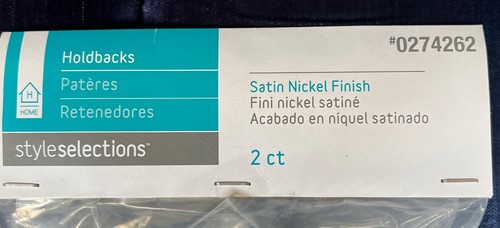 Holdbacks
Patères
Retenedores
H
HOME
styleselections™
#0274262
Satin Nickel Finish
Fini nickel satiné
Acabado en níquel satinado
2 ct